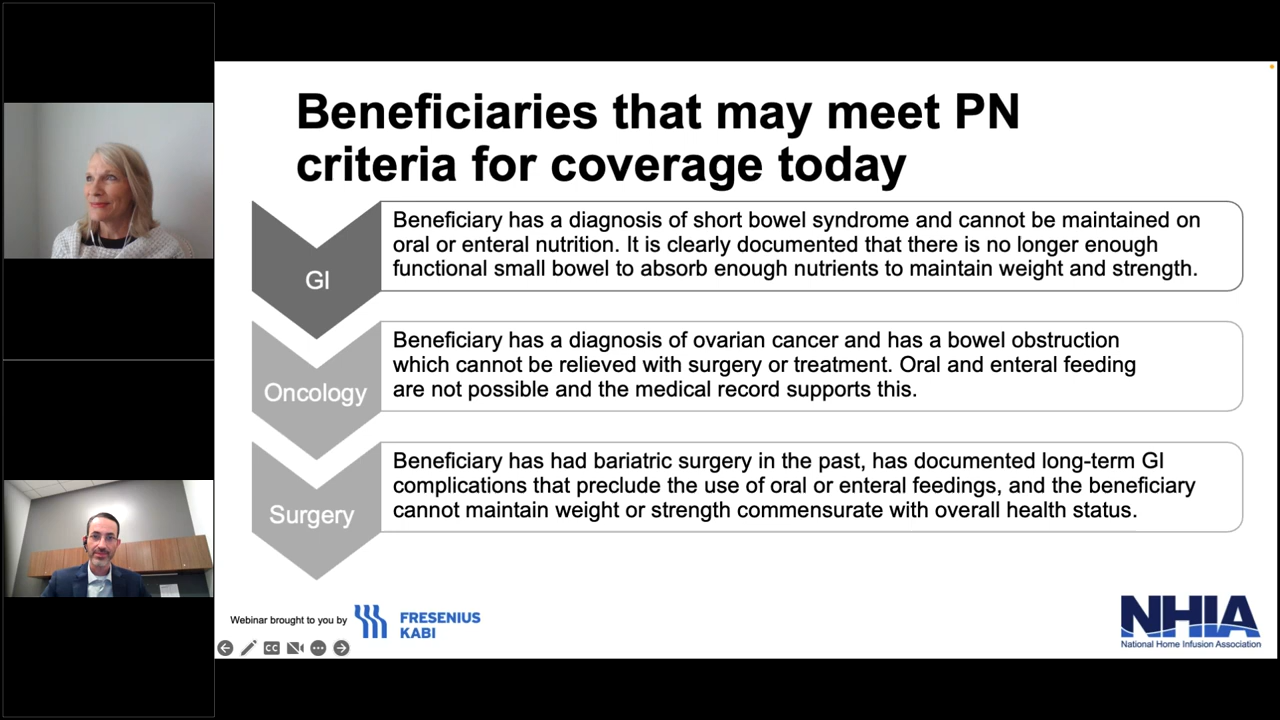 Beneficiaries that may meet PN
criteria for coverage today
GI
Beneficiary has a diagnosis of short bowel syndrome and cannot be maintained on
oral or enteral nutrition. It is clearly documented that there is no longer enough
functional small bowel to absorb enough nutrients to maintain weight and strength.
Oncology
Beneficiary has a diagnosis of ovarian cancer and has a bowel obstruction
which cannot be relieved with surgery or treatment. Oral and enteral feeding
are not possible and the medical record supports this.
Surgery
Beneficiary has had bariatric surgery in the past, has documented long-term GI
complications that preclude the use of oral or enteral feedings, and the beneficiary
cannot maintain weight or strength commensurate with overall health status.
Webinar brought to you by
FRESENIUS
KABI
CC
NHIA
National Home Infusion Association